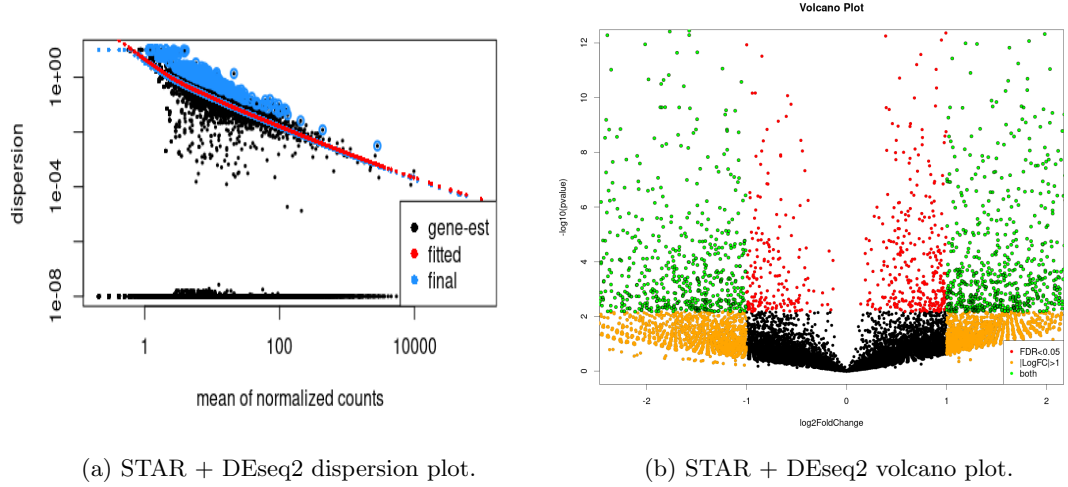 Volcano Plot
dispersion
1e+00
1e-04
1e-08
gene-est
fitted
final
1
100
10000
mean of normalized counts
-log10(pvalue)
12
10
8
6
4
2
0
FDR<0.05
|LogFC|>1
both
-2
-1
0
1
2
log2FoldChange
(a) STAR + DEseq2 dispersion plot.
(b) STAR + DEseq2 volcano plot.